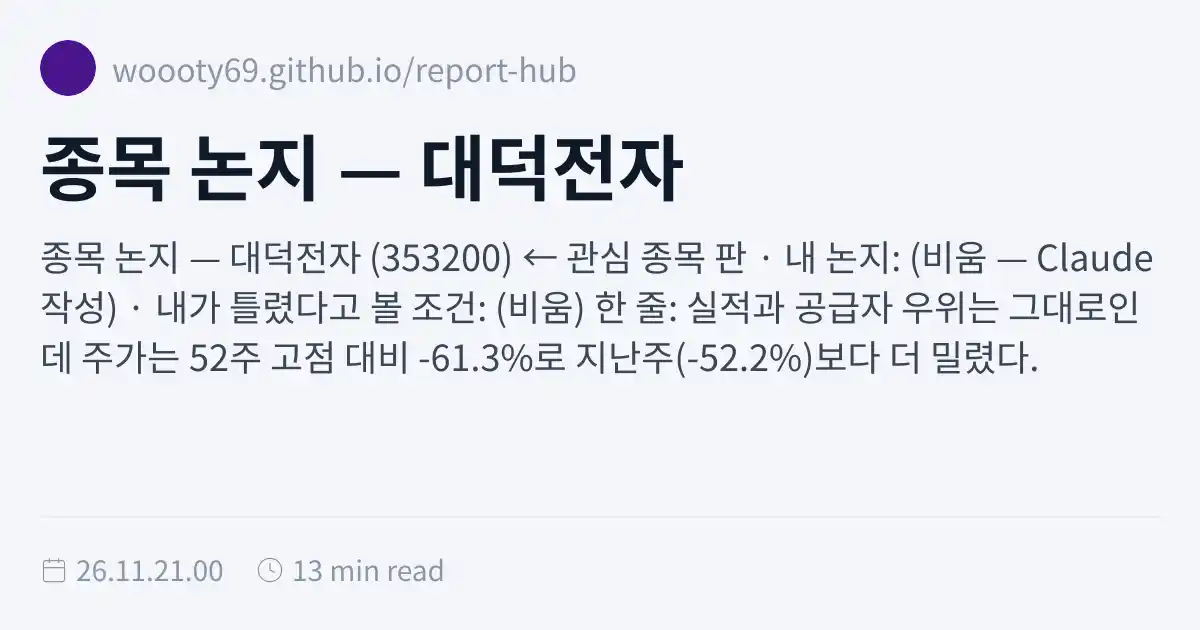 woooty69.github.io/report-hub
종목 논지 — 대덕전자
종목 논지 — 대덕전자 (353200) ← 관심 종목 판 · 내 논지: (비움 — Claude
작성) · 내가 틀렸다고 볼 조건: (비움) 한 줄: 실적과 공급자 우위는 그대로인
데 주가는 52주 고점 대비 -61.3%로 지난주(-52.2%)보다 더 밀렸다.
26.11.21.00
13 min read